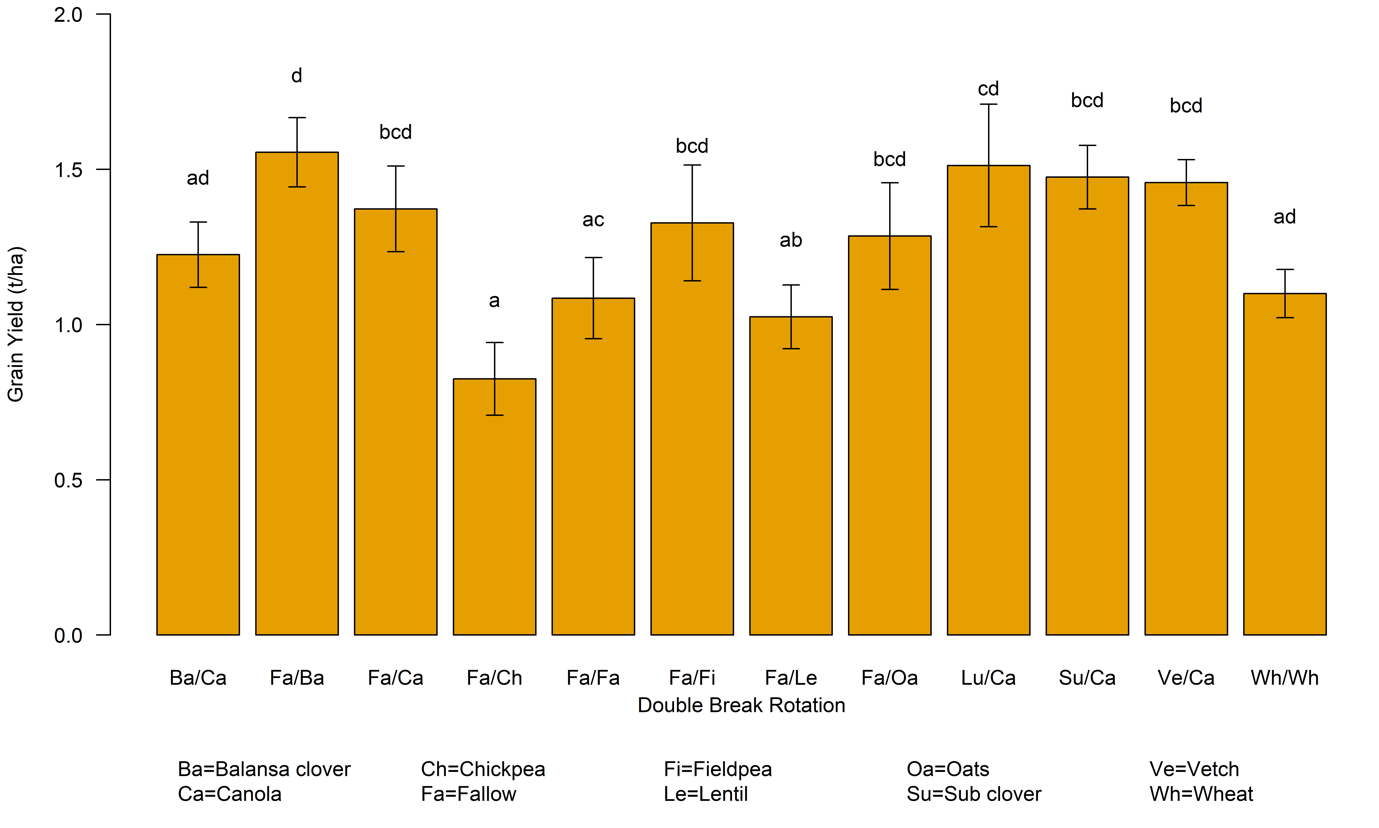 2.0
1.5
1.0
0.5
0.0
Grain Yield (t/ha)
ad
d
bcd
a
ac
bcd
ab
bcd
cd
bcd
bcd
ad
Ba/Ca Fa/Ba Fa/Ca Fa/Ch Fa/Fa Fa/Fi Fa/Le Fa/Oa Lu/Ca Su/Ca Ve/Ca Wh/Wh
Double Break Rotation
Ba=Balansa clover Ch=Chickpea Fi=Fieldpea Oa=Oats Ve=Vetch
Ca=Canola Fa=Fallow Le=Lentil Su=Sub clover Wh=Wheat